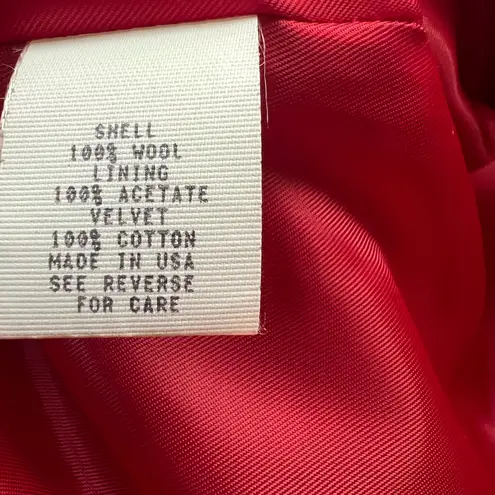 SHELL
100% WOOL
LINING
100% ACETATE
VELVET
100% COTTON
MADE IN USA
SEE REVERSE
FOR CARE